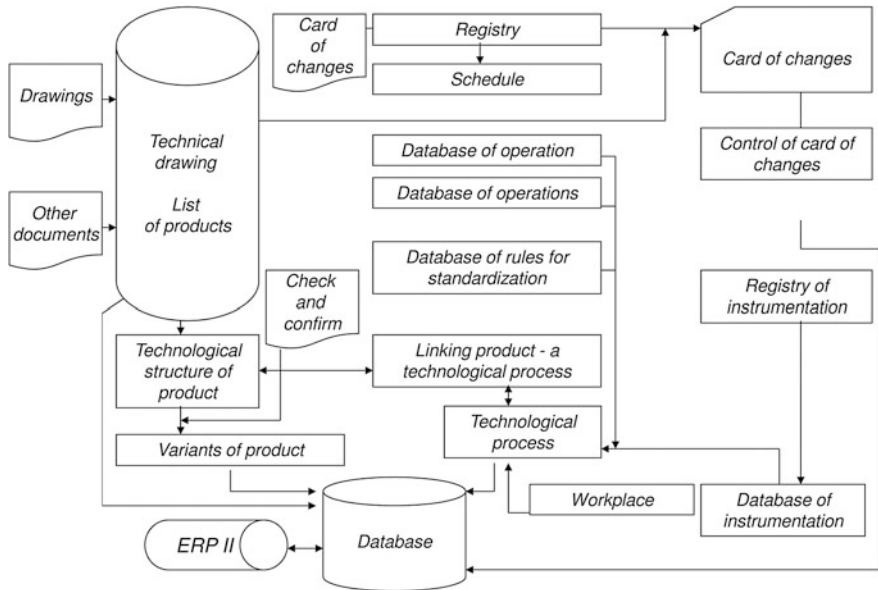 Card
of
changes
Registry
Schedule
Card of changes
Drawings
Technical
drawing
List
of products
Database of operation
Control of card of
changes
Database of operations
Other
documents
Database of rules for
standardization
Check
and
confirm
Registry of
instrumentation
Technological
structure of
product
Linking product - a
technological process
Technological
process
Variants of product
Workplace
Database of
instrumentation
ERP II
Database